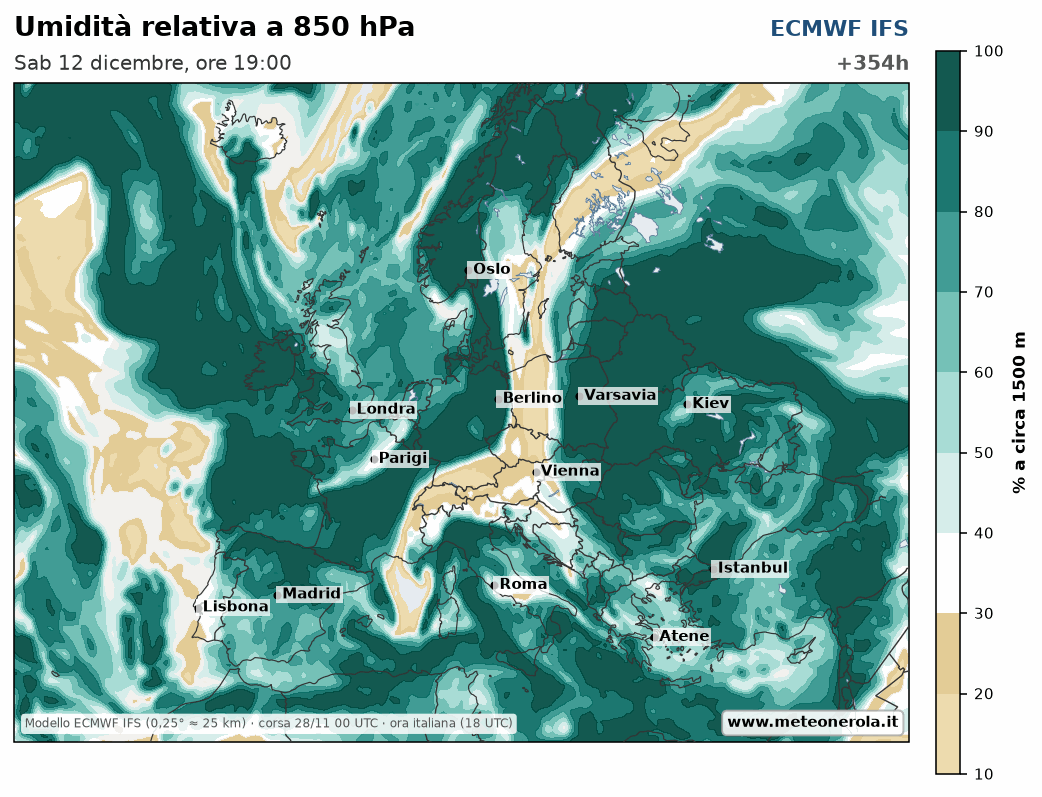 Umidità relativa a 850 hPa
ECMWF IFS
Sab 12 dicembre, ore 19:00
+354h
100
90
80
70
60
50
40
30
20
10
% a circa 1500 m
Oslo
Berlino
Varsavia
Kiev
Londra
Parigi
Vienna
Istanbul
Roma
Madrid
Lisbona
Atene
Modello ECMWF IFS (0,25° ≈ 25 km) · corsa 28/11 00 UTC · ora italiana (18 UTC)
www.meteonerola.it